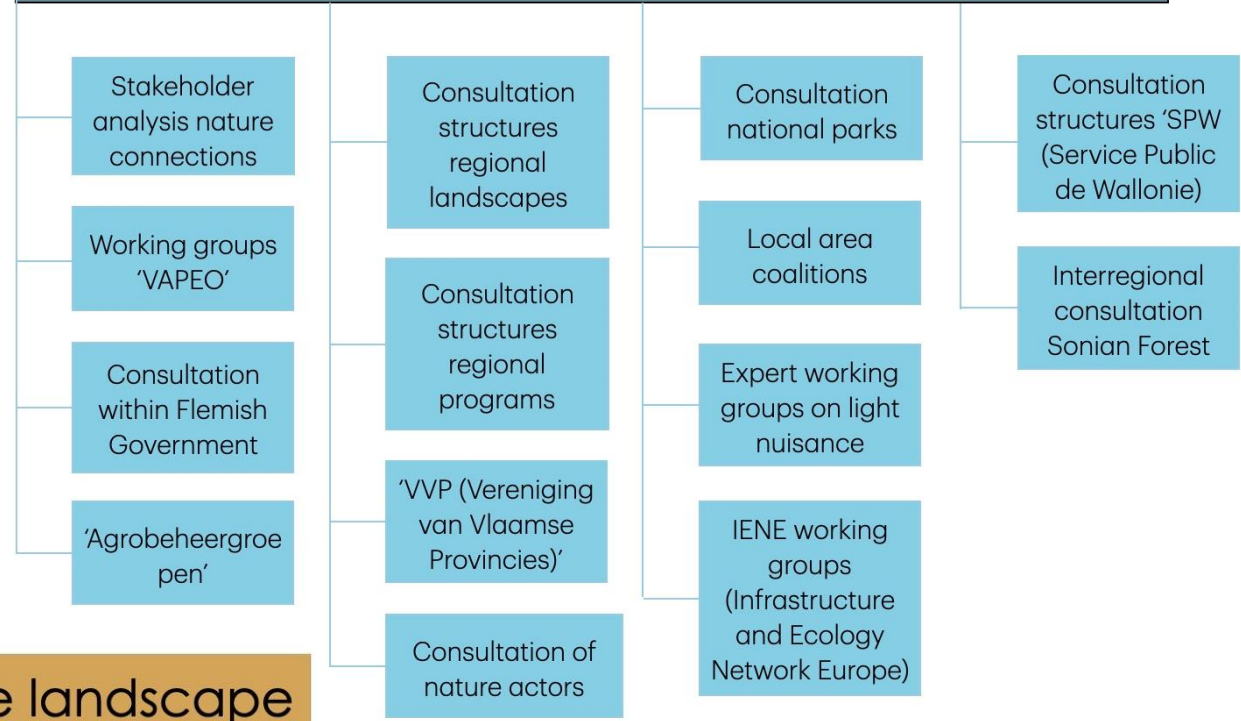 Stakeholder
analysis nature
connections
Working groups
‘VAPEO’
Consultation
within Flemish
Government
‘Agrobeheergroe
pen’
Consultation
structures
regional
landscapes
Consultation
structures
regional
programs
‘VVP (Vereniging
van Vlaamse
Provincies)’
Consultation of
nature actors
Consultation
national parks
Local area
coalitions
Expert working
groups on light
nuisance
IENE working
groups
(Infrastructure
and Ecology
Network Europe)
Consultation
structures ‘SPW
(Service Public
de Wallonie)
Interregional
consultation
Sonian Forest
landscape